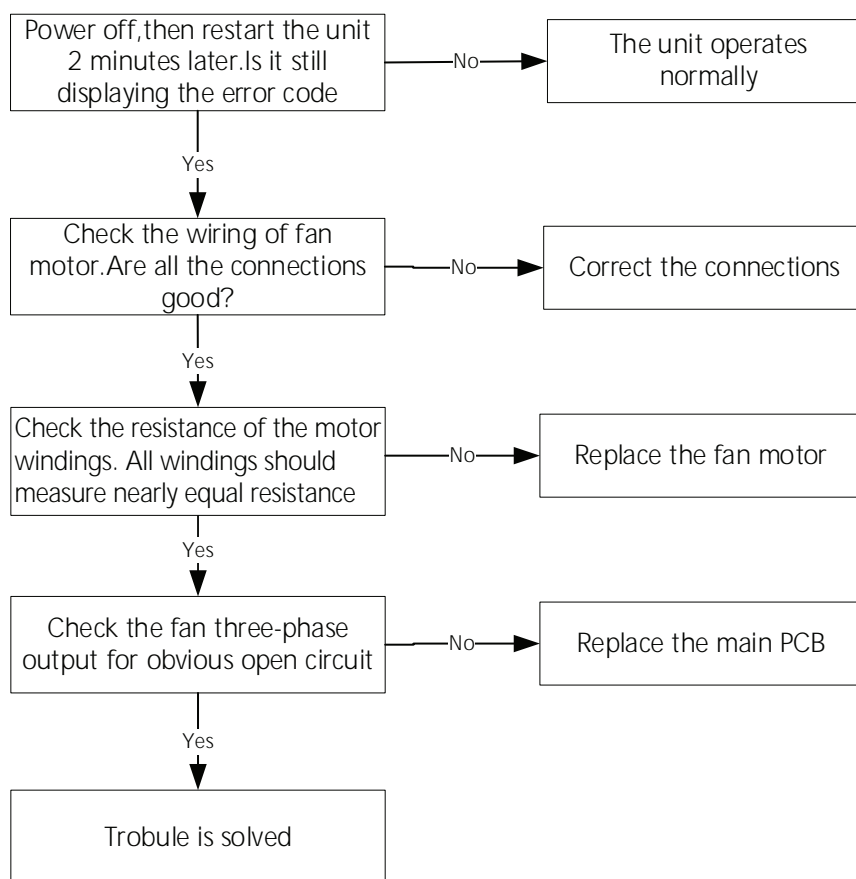 Power off,then restart the unit
2 minutes later.Is it still
displaying the error code
No
The unit operates
normally
Yes
Check the wiring of fan
motor.Are all the connections
good?
No
Correct the connections
Yes
Check the resistance of the motor
windings. All windings should
measure nearly equal resistance
No
Replace the fan motor
Yes
Check the fan three-phase
output for obvious open circuit
No
Replace the main PCB
Yes
Trobule is solved